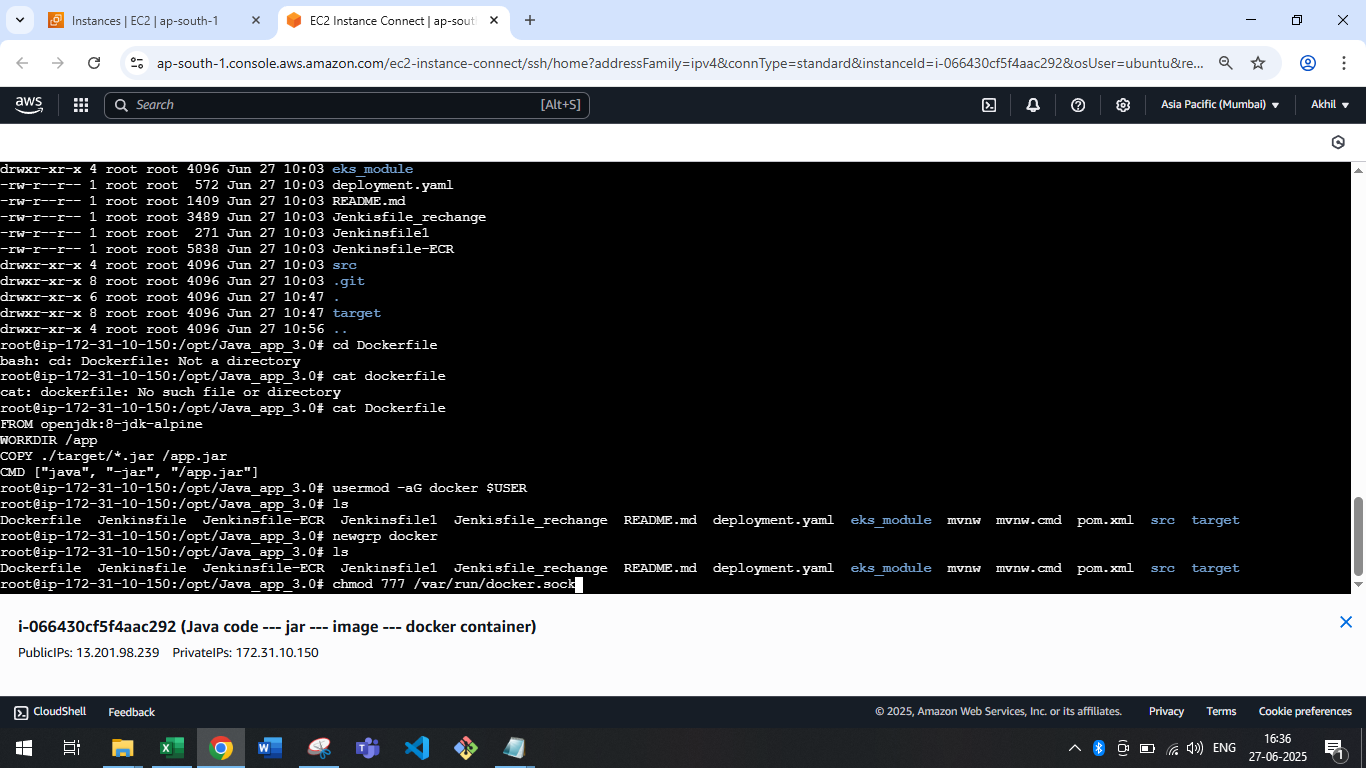 Instances | EC2 | ap-south-1
EC2 Instance Connect | ap-sout
ap-south-1.console.aws.amazon.com/ec2-instance-connect/ssh/home?addressFamily=ipv4&connType=standard&instanceId=i-066430cf5f4aac292&osUser=ubuntu&re...
aws Search [Alt+S] Asia Pacific (Mumbai) Akhil
drwxr-xr-x 4 root root 4096 Jun 27 10:03 eks_module
-rw-r--r-- 1 root root  572 Jun 27 10:03 deployment.yaml
-rw-r--r-- 1 root root 1409 Jun 27 10:03 README.md
-rw-r--r-- 1 root root 3489 Jun 27 10:03 Jenkisfile_rechange
-rw-r--r-- 1 root root  271 Jun 27 10:03 Jenkinsfile1
-rw-r--r-- 1 root root 5838 Jun 27 10:03 Jenkinsfile-ECR
drwxr-xr-x 4 root root 4096 Jun 27 10:03 src
drwxr-xr-x 8 root root 4096 Jun 27 10:03 .git
drwxr-xr-x 6 root root 4096 Jun 27 10:47 .
drwxr-xr-x 8 root root 4096 Jun 27 10:47 target
drwxr-xr-x 4 root root 4096 Jun 27 10:56 ..
root@ip-172-31-10-150:/opt/Java_app_3.0# cd Dockerfile
bash: cd: Dockerfile: Not a directory
root@ip-172-31-10-150:/opt/Java_app_3.0# cat dockerfile
cat: dockerfile: No such file or directory
root@ip-172-31-10-150:/opt/Java_app_3.0# cat Dockerfile
FROM openjdk:8-jdk-alpine
WORKDIR /app
COPY ./target/*.jar /app.jar
CMD ["java", "-jar", "/app.jar"]
root@ip-172-31-10-150:/opt/Java_app_3.0# usermod -aG docker $USER
root@ip-172-31-10-150:/opt/Java_app_3.0# ls
Dockerfile  Jenkinsfile  Jenkinsfile-ECR  Jenkinsfile1  Jenkisfile_rechange  README.md  deployment.yaml  eks_module  mvnw  mvnw.cmd  pom.xml  src  target
root@ip-172-31-10-150:/opt/Java_app_3.0# newgrp docker
root@ip-172-31-10-150:/opt/Java_app_3.0# ls
Dockerfile  Jenkinsfile  Jenkinsfile-ECR  Jenkinsfile1  Jenkisfile_rechange  README.md  deployment.yaml  eks_module  mvnw  mvnw.cmd  pom.xml  src  target
root@ip-172-31-10-150:/opt/Java_app_3.0# chmod 777 /var/run/docker.sock
i-066430cf5f4aac292 (Java code --- jar --- image --- docker container)
PublicIPs: 13.201.98.239 PrivateIPs: 172.31.10.150
CloudShell Feedback © 2025, Amazon Web Services, Inc. or its affiliates. Privacy Terms Cookie preferences
ENG 16:36
27-06-2025 1